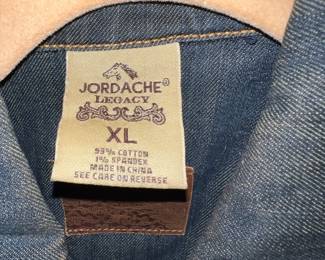 JORDACHE®
LEGACY
XL
99% COTTON
1% SPANDEX
MADE IN CHINA
SEE CARE ON REVERSE